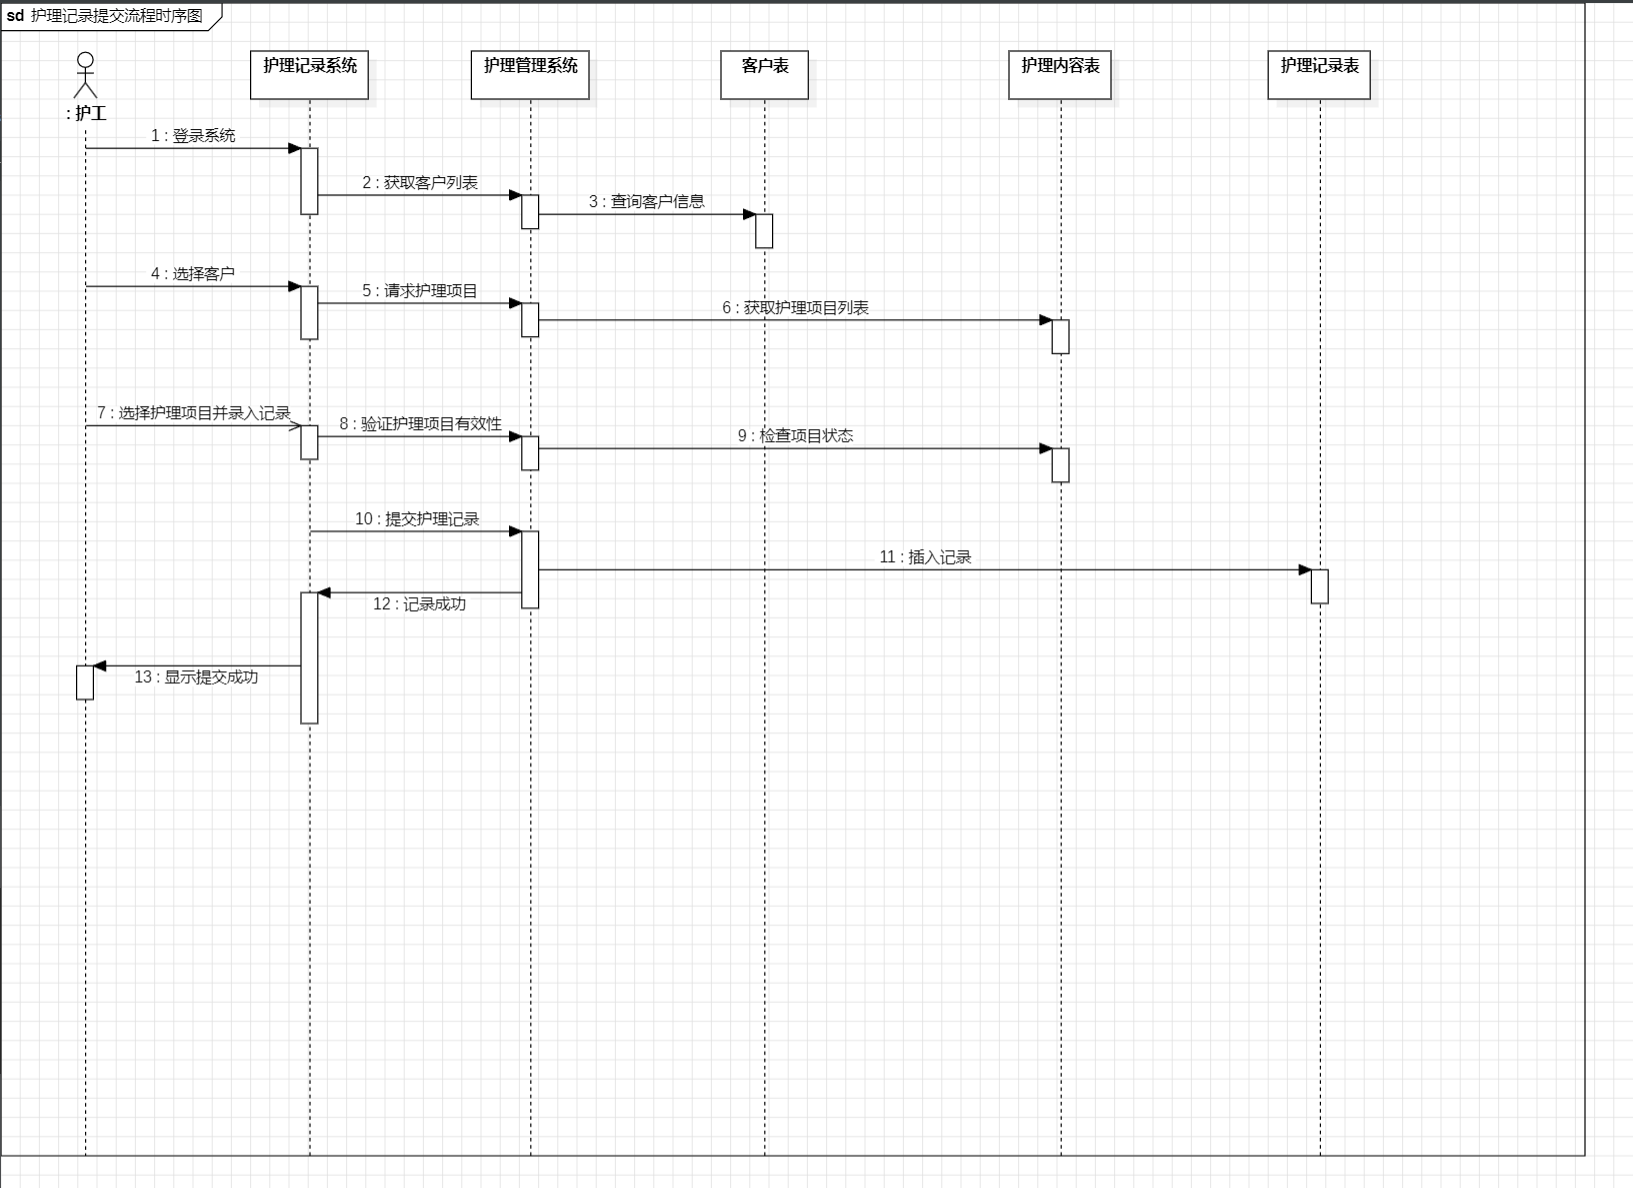 sd 护理记录提交流程时序图
: 护工
护理记录系统
护理管理系统
客户表
护理内容表
护理记录表
1 : 登录系统
2 : 获取客户列表
3 : 查询客户信息
4 : 选择客户
5 : 请求护理项目
6 : 获取护理项目列表
7 : 选择护理项目并录入记录
8 : 验证护理项目有效性
9 : 检查项目状态
10 : 提交护理记录
11 : 插入记录
12 : 记录成功
13 : 显示提交成功